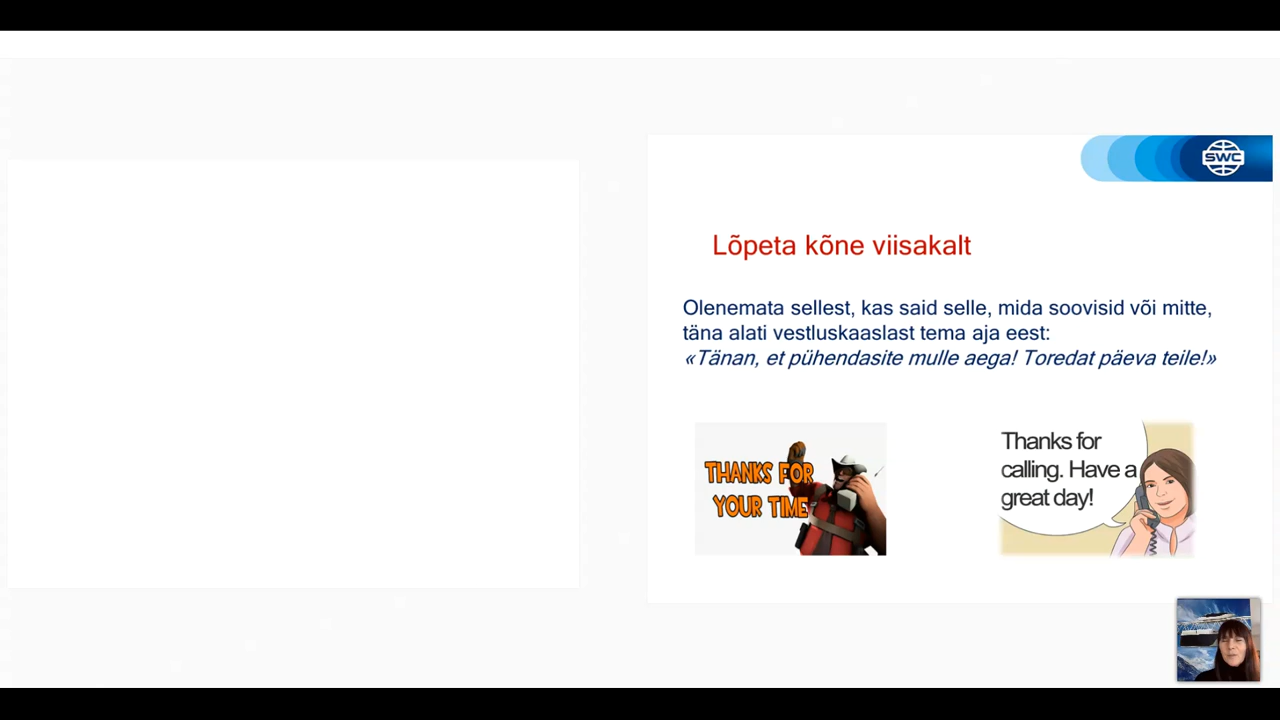 SWC
Lõpeta kõne viisakalt
Olenemata sellest, kas said selle, mida soovisid või mitte,
täna alati vestluskaaslast tema aja eest:
«Tänan, et pühendasite mulle aega! Toredat päeva teile!»
THANKS FOR
YOUR TIME
Thanks for
calling. Have a
great day!